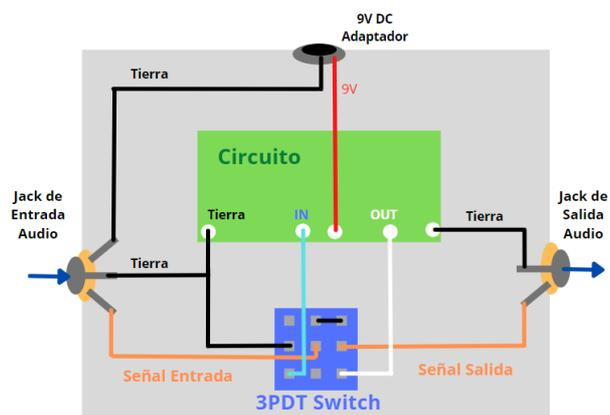 9V DC
Adaptador
Tierra
9V
Circuito
Jack de
Entrada
Audio
Jack de
Salida
Audio
Tierra
IN
OUT
Tierra
Tierra
Señal Entrada
Señal Salida
3PDT Switch